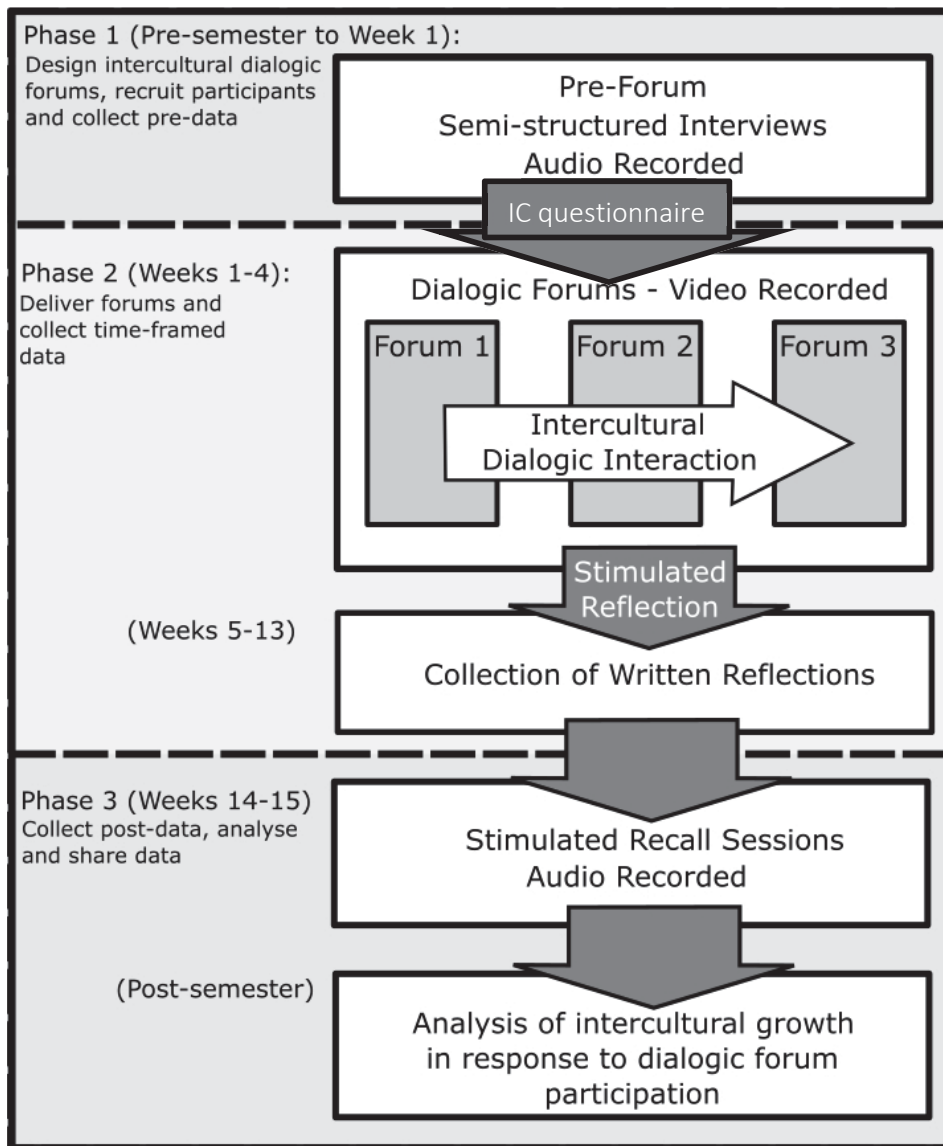 Phase 1 (Pre-semester to Week 1):
Design intercultural dialogic
forums, recruit participants
and collect pre-data
Pre-Forum
Semi-structured Interviews
Audio Recorded
IC questionnaire
Phase 2 (Weeks 1-4):
Deliver forums and
collect time-framed
data
Dialogic Forums - Video Recorded
Forum 1
Forum 2
Forum 3
Intercultural
Dialogic Interaction
Stimulated
Reflection
(Weeks 5-13)
Collection of Written Reflections
Phase 3 (Weeks 14-15)
Collect post-data, analyse
and share data
Stimulated Recall Sessions
Audio Recorded
(Post-semester)
Analysis of intercultural growth
in response to dialogic forum
participation